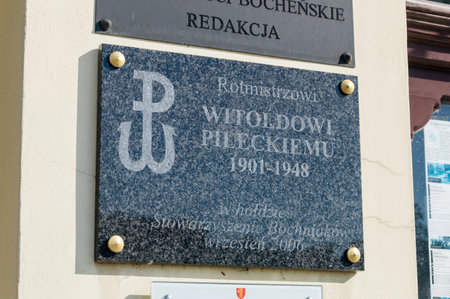 BOCHEŃSKIE
REDAKCJA
Rotmistrzowi
WITOLDOWI
PILECKIEMU
1901-1948
w hołdzie
Stowarzyszenie Bochniaków
wrzesień 2006